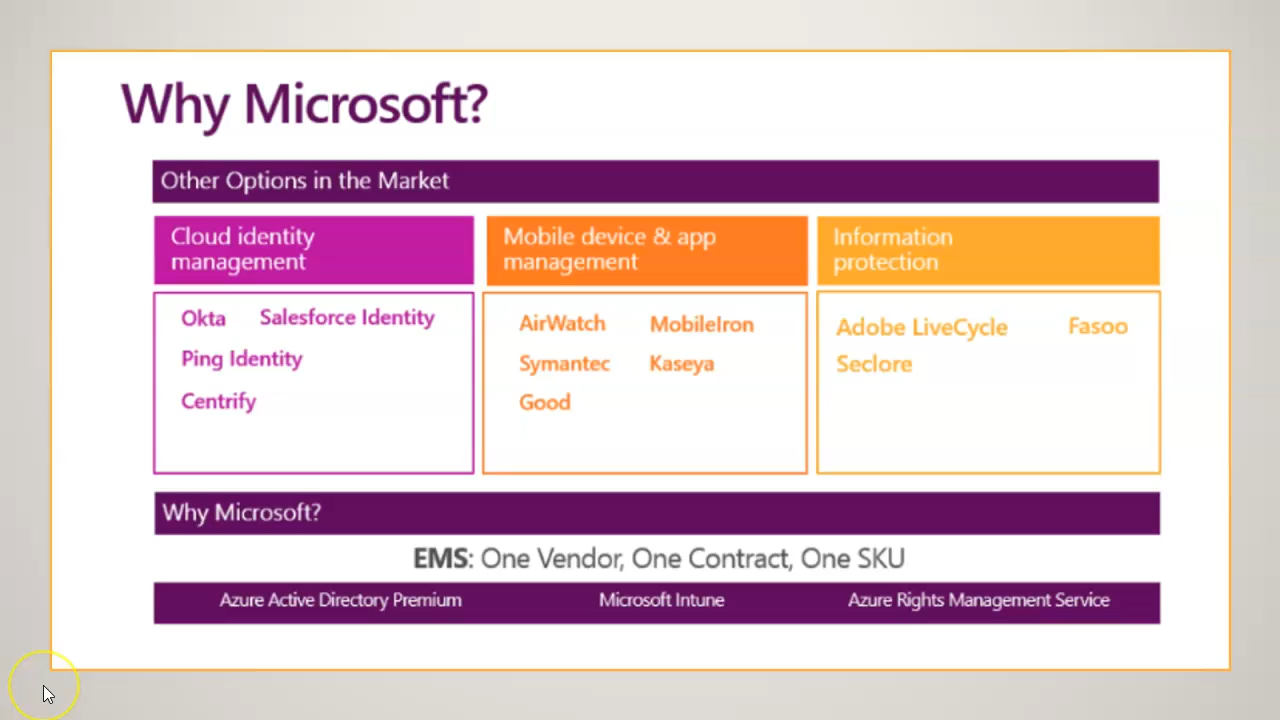 Why Microsoft?
Other Options in the Market
Cloud identity
management
Mobile device & app
management
Information
protection
Okta Salesforce Identity
Ping Identity
Centrify
AirWatch MobileIron
Symantec Kaseya
Good
Adobe LiveCycle Fasoo
Seclore
Why Microsoft?
EMS: One Vendor, One Contract, One SKU
Azure Active Directory Premium Microsoft Intune Azure Rights Management Service